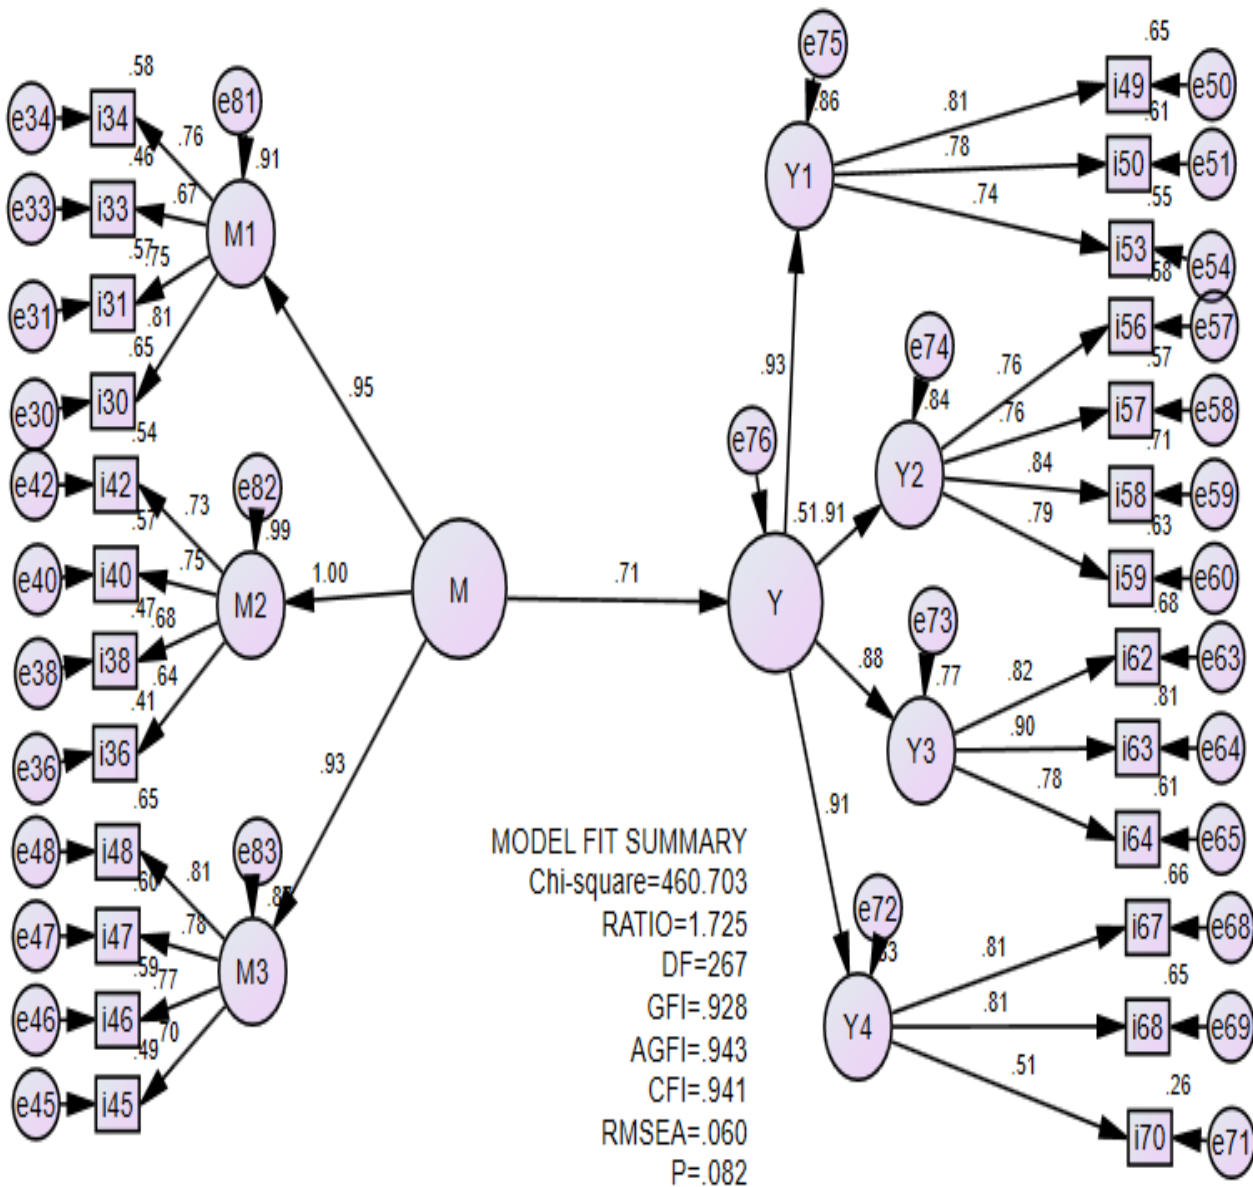 e75
.65
.58
i49
e50
e34
i34
.76
e81
.86
.81
.61
.46
.91
.78
i50
e51
e33
i33
.67
M1
Y1
.74
.55
.57
.75
i53
e54
e31
i31
.81
.68
.65
e74
.76
i56
e57
.93
.57
e30
i30
.95
.84
.76
i57
e58
.54
e76
.71
e42
i42
.73
e82
Y2
.84
i58
e59
.57
.99
.51
.91
.79
.63
e40
i40
.75
1.00
.71
i59
e60
.47
.68
M2
M
Y
e73
.68
e38
i38
.64
.88
.77
.82
i62
e63
.41
.81
e36
i36
.93
Y3
.90
i63
e64
.65
.91
.78
.61
e48
i48
.81
e83
MODEL FIT SUMMARY
i64
e65
.60
Chi-square=460.703
.66
e47
i47
.78
RATIO=1.725
e72
.81
i67
e68
.59
.77
M3
DF=267
.65
e46
i46
.70
GFI=.928
Y4
.81
i68
e69
.49
AGFI=.943
.51
e45
i45
CFI=.941
.26
RMSEA=.060
i70
e71
P=.082